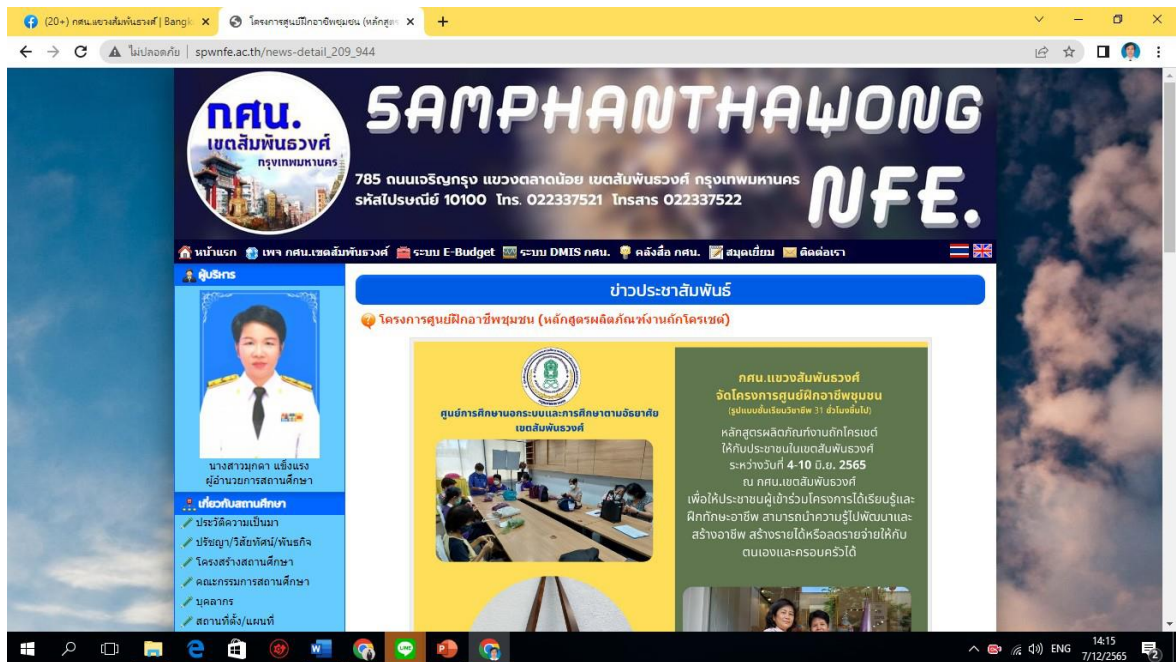 (20+) กศน.แขวงสัมพันธวงศ์ | Bangk
โครงการศูนย์ฝึกอาชีพชุมชน (หลักสูตร
ไม่ปลอดภัย | spwnfe.ac.th/news-detail_209_944
กศน.
เขตสัมพันธวงศ์
กรุงเทพมหานคร
SAMPHANTHAWONG
NFE.
785 ถนนเจริญกรุง แขวงตลาดน้อย เขตสัมพันธวงศ์ กรุงเทพมหานคร
รหัสไปรษณีย์ 10100 โทร. 022337521 โทรสาร 022337522
หน้าแรก เพจ กศน.เขตสัมพันธวงศ์ ระบบ E-Budget ระบบ DMIS กศน. คลังสื่อ กศน. สมุดเยี่ยม ติดต่อเรา
ผู้บริหาร
นางสาวมุกดา แข็งแรง
ผู้อำนวยการสถานศึกษา
เกี่ยวกับสถานศึกษา
ประวัติความเป็นมา
ปรัชญา/วิสัยทัศน์/พันธกิจ
โครงสร้างสถานศึกษา
คณะกรรมการสถานศึกษา
บุคลากร
สถานที่ตั้ง/แผนที่
ข่าวประชาสัมพันธ์
โครงการศูนย์ฝึกอาชีพชุมชน (หลักสูตรผลิตภัณฑ์งานถักโครเชต์)
ศูนย์การศึกษานอกระบบและการศึกษาตามอัธยาศัย
เขตสัมพันธวงศ์
กศน.แขวงสัมพันธวงศ์
จัดโครงการศูนย์ฝึกอาชีพชุมชน
(รูปแบบชั้นเรียนวิชาชีพ 31 ชั่วโมงขึ้นไป)
หลักสูตรผลิตภัณฑ์งานถักโครเชต์
ให้กับประชาชนในเขตสัมพันธวงศ์
ระหว่างวันที่ 4-10 มิ.ย. 2565
ณ กศน.เขตสัมพันธวงศ์
เพื่อให้ประชาชนผู้เข้าร่วมโครงการได้เรียนรู้และ
ฝึกทักษะอาชีพ สามารถนำความรู้ไปพัฒนาและ
สร้างอาชีพ สร้างรายได้หรือลดรายจ่ายให้กับ
ตนเองและครอบครัวได้
ENG
14:15
7/12/2565